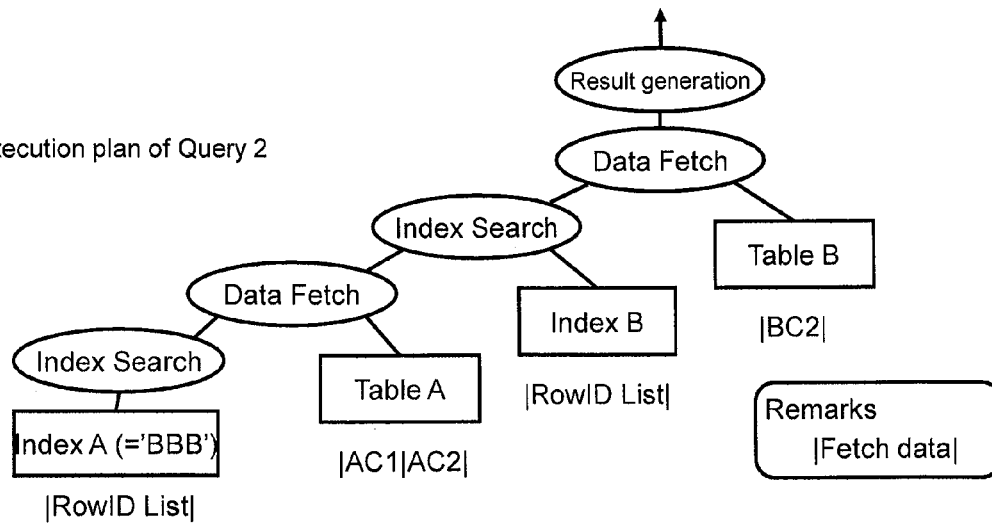 Result generation
xecution plan of Query 2
Data Fetch
Index Search
Table B
Data Fetch
Index B
|BC2|
Index Search
Table A
|RowID List|
Remarks
|Fetch data|
Index A (='BBB')
|AC1|AC2|
|RowID List|